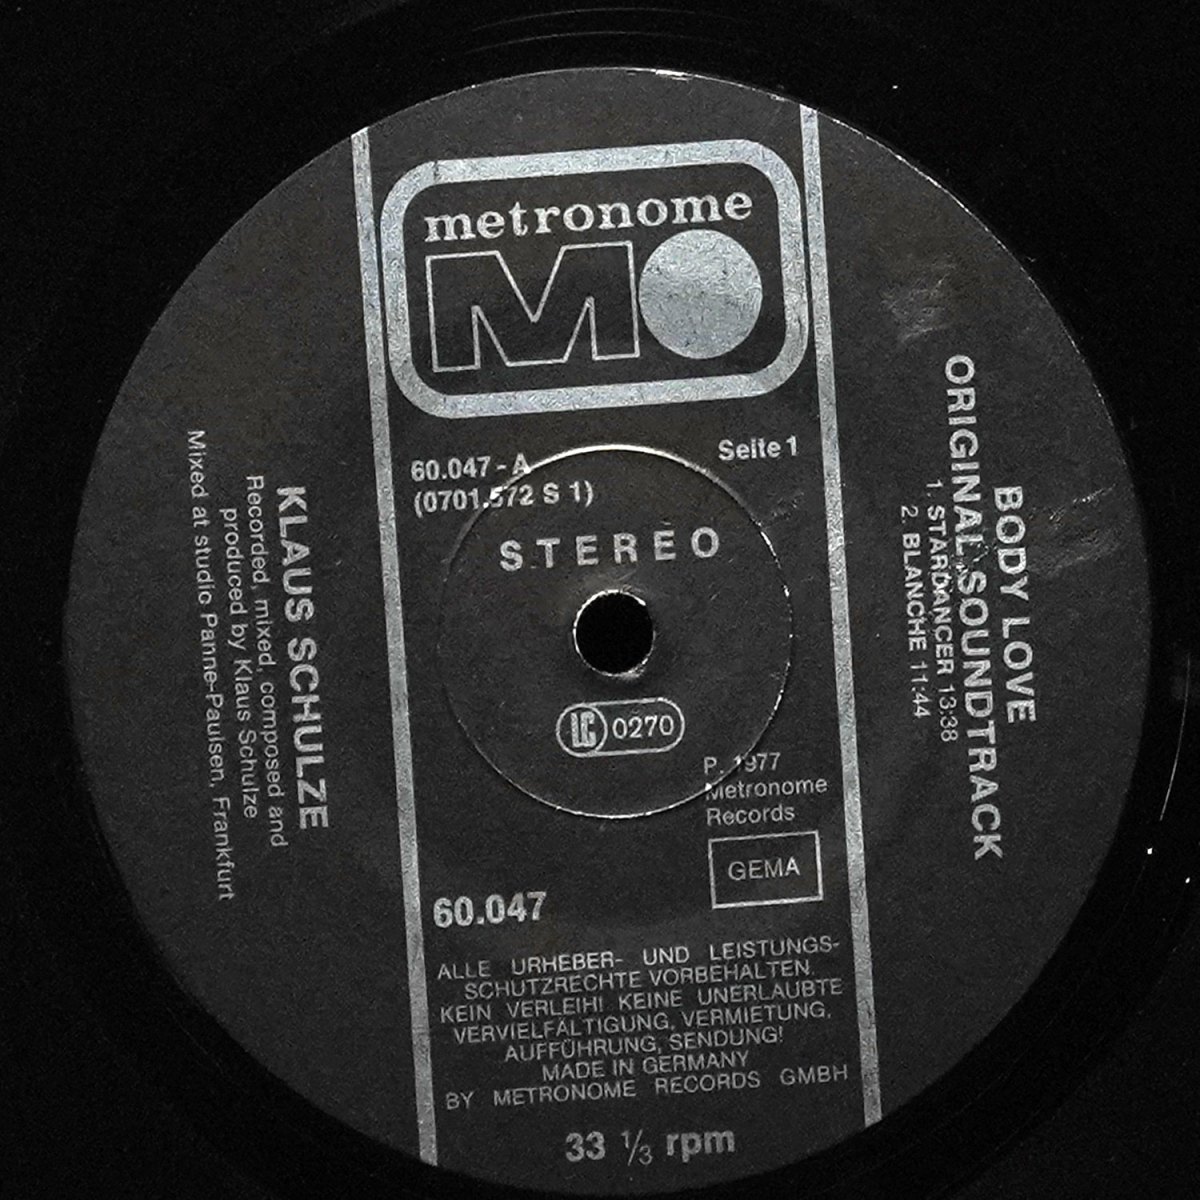 metronome
MO
60.047 - A
Seite 1
(0701.572 S 1)
STEREO
LC 0270
P. 1977
Metronome
Records
GEMA
60.047
ALLE URHEBER- UND LEISTUNGS-
SCHUTZRECHTE VORBEHALTEN.
KEIN VERLEIH! KEINE UNERLAUBTE
VERVIELFÄLTIGUNG, VERMIETUNG,
AUFFÜHRUNG, SENDUNG!
MADE IN GERMANY
BY METRONOME RECORDS GMBH
33 1/3 rpm
BODY LOVE
ORIGINAL SOUNDTRACK
1. STARDANCER 13:38
2. BLANCHE 11:44
KLAUS SCHULZE
Recorded, mixed, composed and
produced by Klaus Schulze
Mixed at studio Panne-Paulsen, Frankfurt